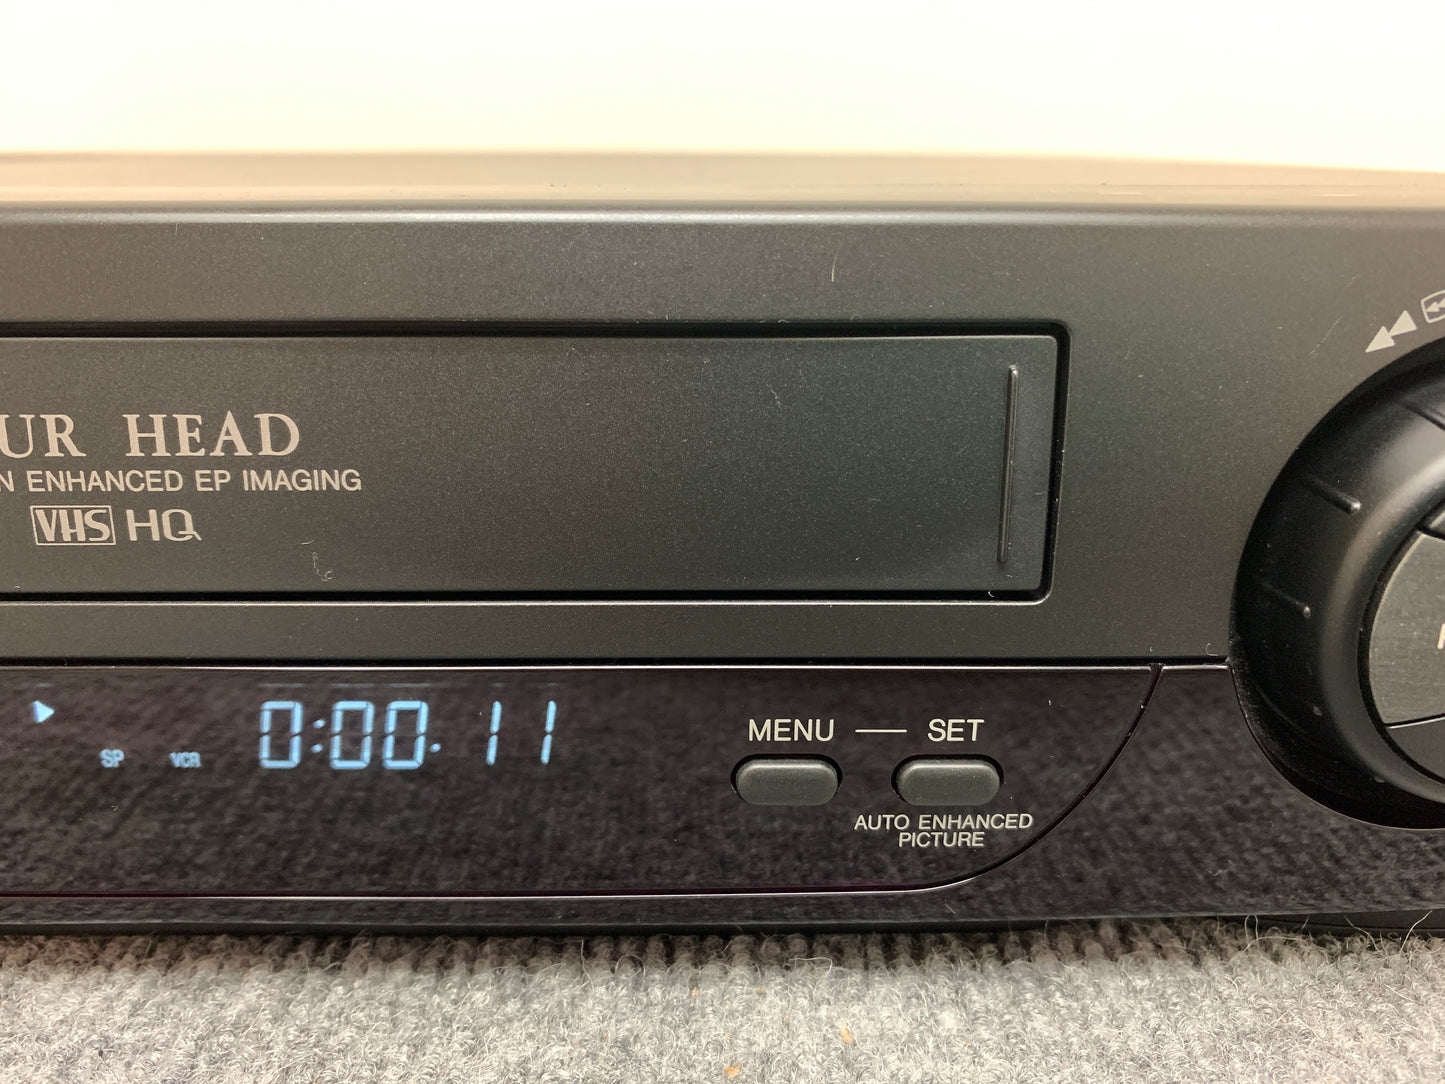 UR HEAD
N ENHANCED EP IMAGING
VHS HQ
SP VCR 0:00.11
MENU — SET
AUTO ENHANCED
PICTURE